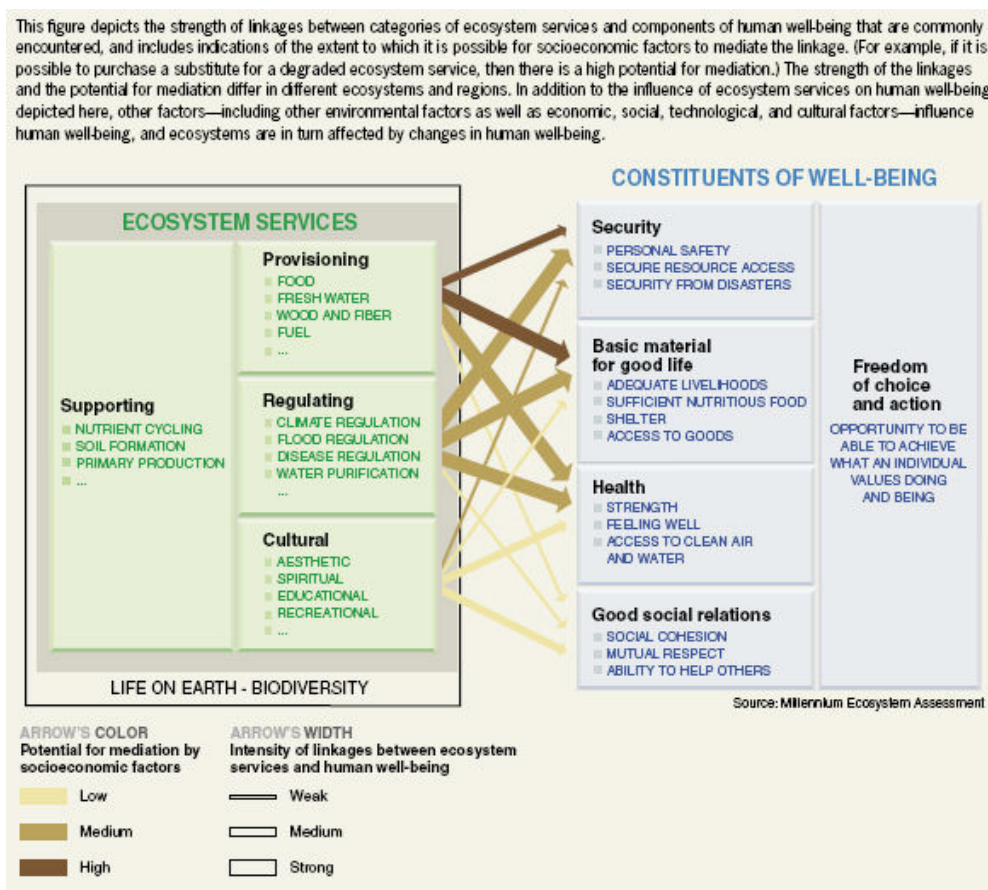 This figure depicts the strength of linkages between categories of ecosystem services and components of human well-being that are commonly
encountered, and includes indications of the extent to which it is possible for socioeconomic factors to mediate the linkage. (For example, if it is
possible to purchase a substitute for a degraded ecosystem service, then there is a high potential for mediation.) The strength of the linkages
and the potential for mediation differ in different ecosystems and regions. In addition to the influence of ecosystem services on human well-being
depicted here, other factors—including other environmental factors as well as economic, social, technological, and cultural factors—influence
human well-being, and ecosystems are in turn affected by changes in human well-being.
CONSTITUENTS OF WELL-BEING
ECOSYSTEM SERVICES
Supporting
NUTRIENT CYCLING
SOIL FORMATION
PRIMARY PRODUCTION
...
Provisioning
FOOD
FRESH WATER
WOOD AND FIBER
FUEL
...
Regulating
CLIMATE REGULATION
FLOOD REGULATION
DISEASE REGULATION
WATER PURIFICATION
...
Cultural
AESTHETIC
SPIRITUAL
EDUCATIONAL
RECREATIONAL
...
LIFE ON EARTH - BIODIVERSITY
Security
PERSONAL SAFETY
SECURE RESOURCE ACCESS
SECURITY FROM DISASTERS
Basic material
for good life
ADEQUATE LIVELIHOODS
SUFFICIENT NUTRITIOUS FOOD
SHELTER
ACCESS TO GOODS
Health
STRENGTH
FEELING WELL
ACCESS TO CLEAN AIR
AND WATER
Good social relations
SOCIAL COHESION
MUTUAL RESPECT
ABILITY TO HELP OTHERS
Freedom
of choice
and action
OPPORTUNITY TO BE
ABLE TO ACHIEVE
WHAT AN INDIVIDUAL
VALUES DOING
AND BEING
Source: Millennium Ecosystem Assessment
ARROW'S COLOR
Potential for mediation by
socioeconomic factors
Low
Medium
High
ARROW'S WIDTH
Intensity of linkages between ecosystem
services and human well-being
Weak
Medium
Strong